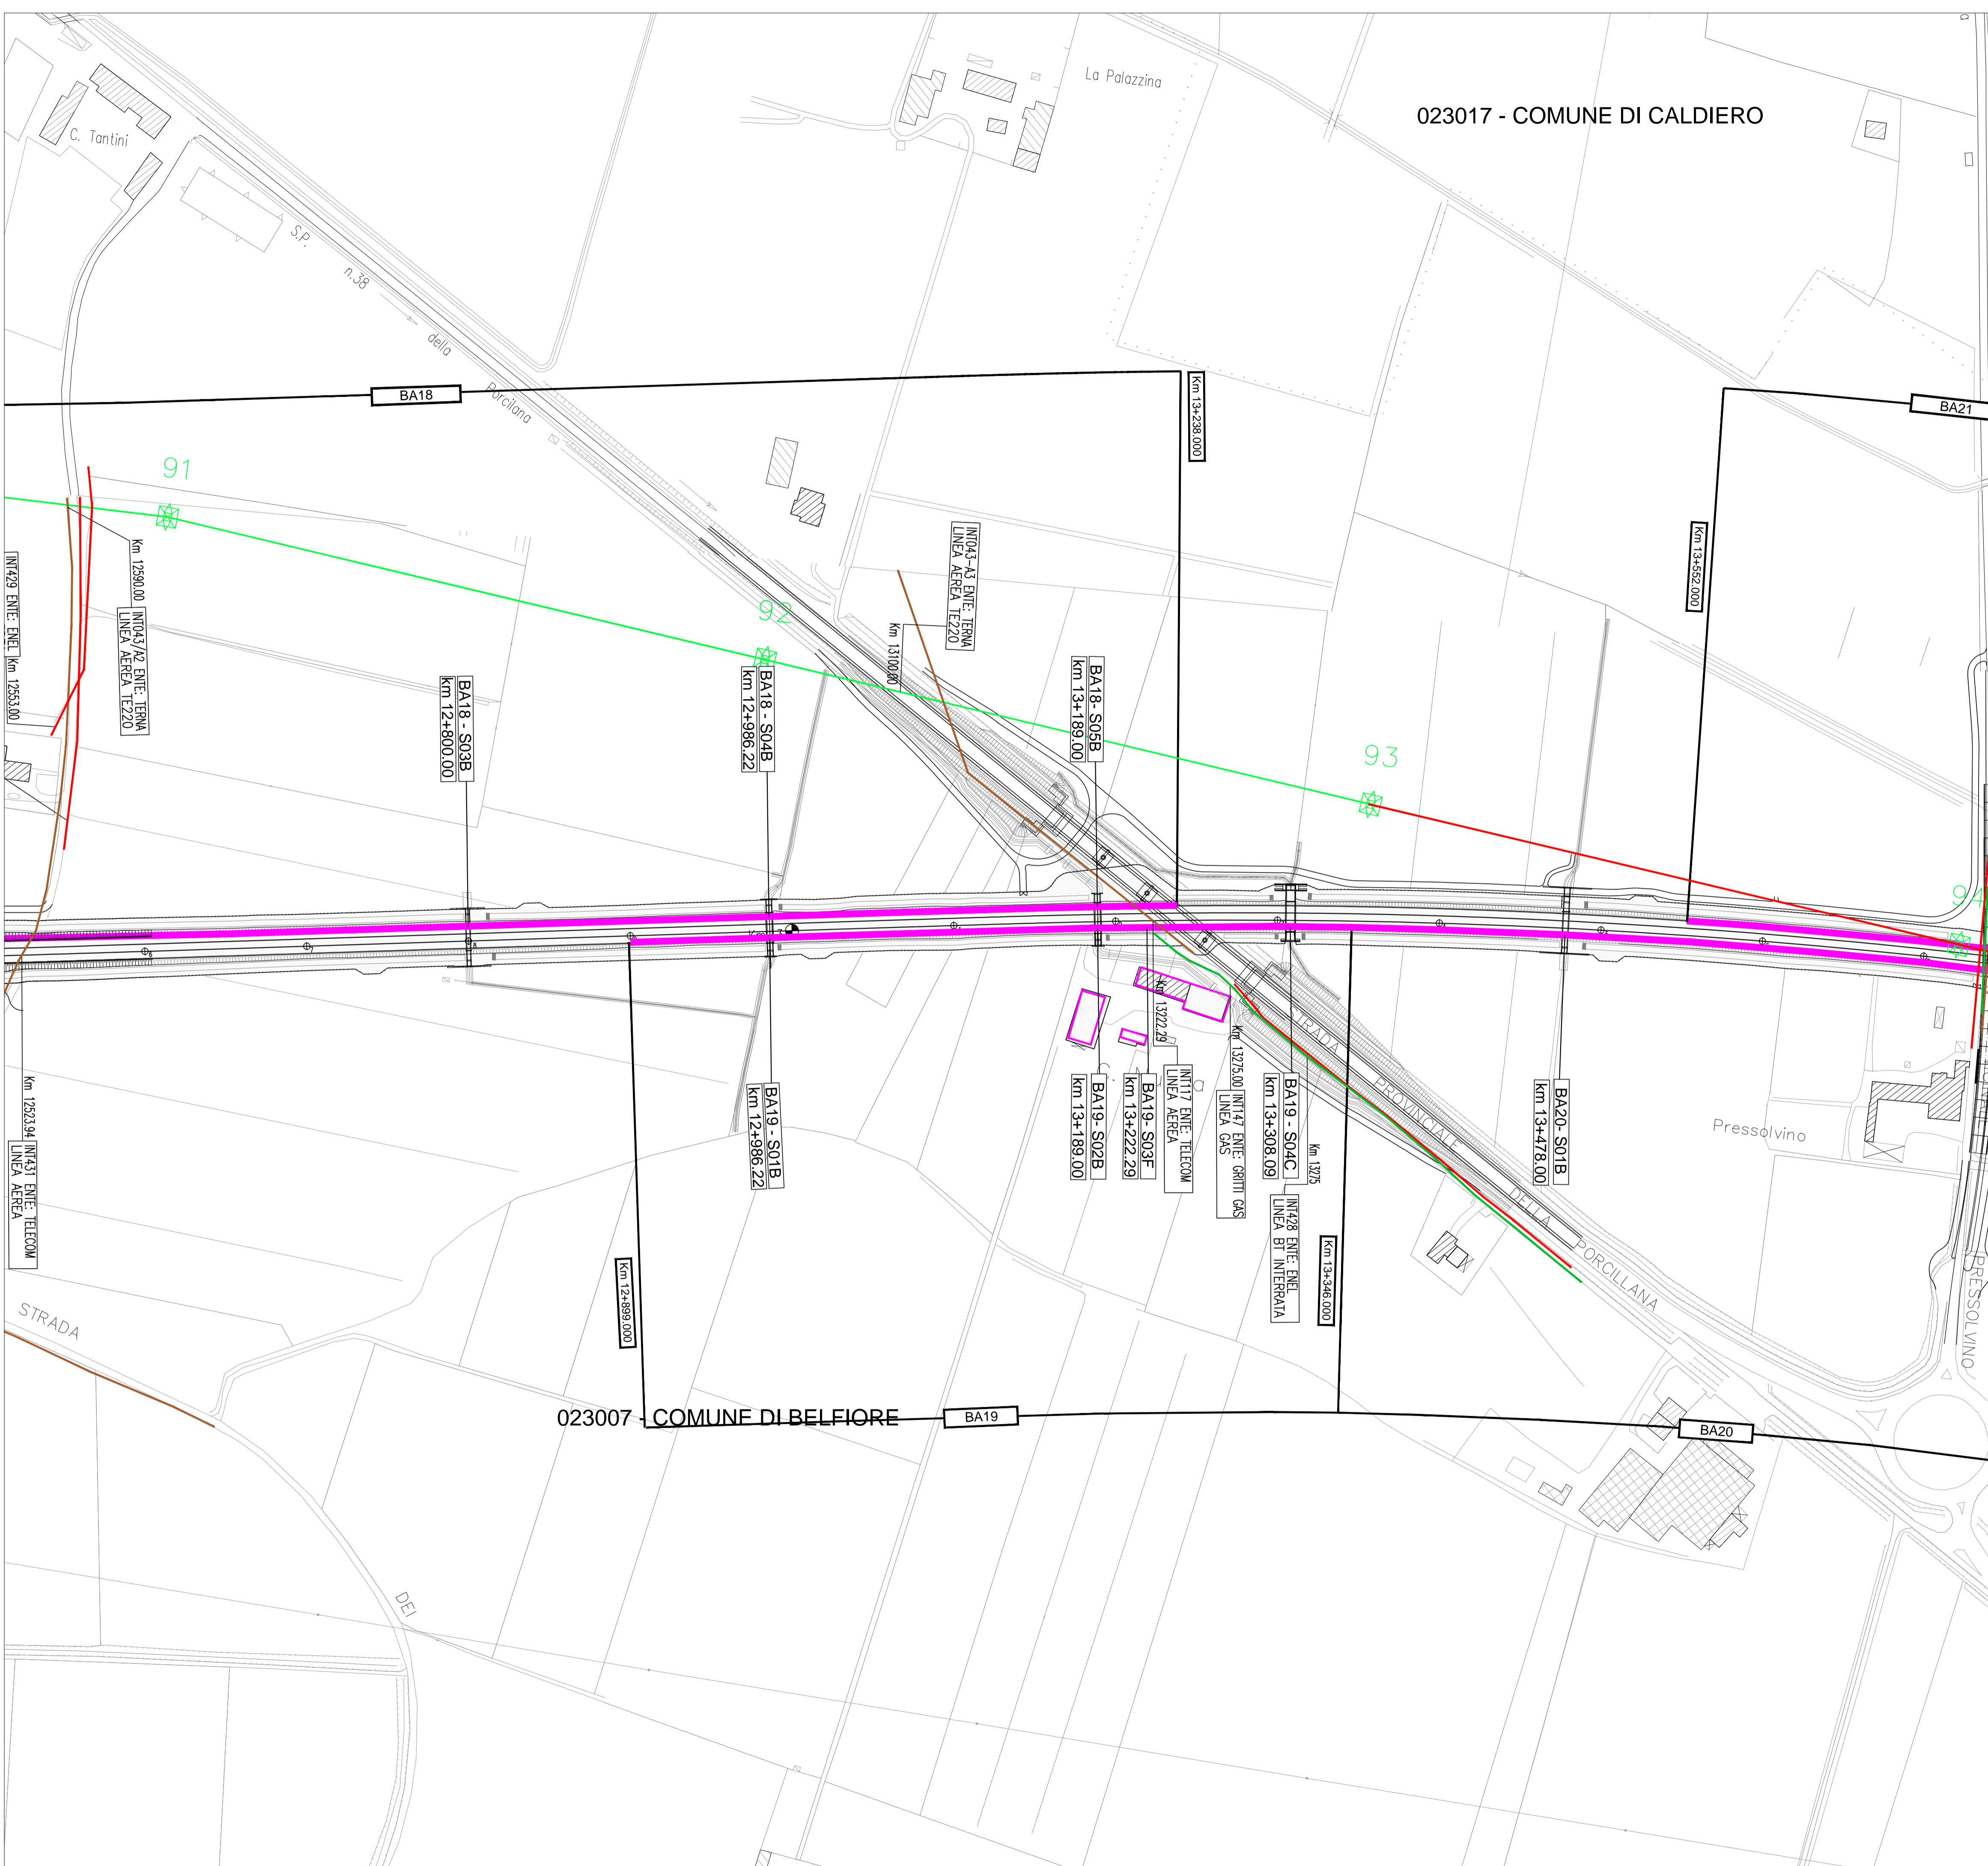 La Palazzina
023017 - COMUNE DI CALDIERO
C. Tantini
S.P.
n.38
della
Porcilana
BA18
Km 13+238.000
BA21
91
Km 13+552.000
INT043-A3 ENTE: TERNA
LINEA AEREA TE220
Km 13100.00
Km 12590.00
INT043/A2 ENTE: TERNA
LINEA AEREA TE220
INT429 ENTE: ENEL
Km 12553.00
92
BA18 - S03B
km 12+800.00
BA18 - S04B
km 12+986.22
BA18- S05B
km 13+189.00
93
94
Km 13222.29
INT117 ENTE: TELECOM
LINEA AEREA
Km 13275.00
INT147 ENTE: GRITTI GAS
LINEA GAS
STRADA
PROVINCIALE
DELLA
PORCILLANA
BA19 - S01B
km 12+986.22
BA19- S02B
km 13+189.00
BA19- S03F
km 13+222.29
BA19 - S04C
km 13+308.09
Km 13275
INT428 ENTE: ENEL
LINEA BT INTERRATA
BA20- S01B
km 13+478.00
Pressolvino
Km 12523.94
INT431 ENTE: TELECOM
LINEA AEREA
Km 12+899.000
Km 13+346.000
PRESSOLVINO
STRADA
023007 - COMUNE DI BELFIORE
BA19
BA20
DEI